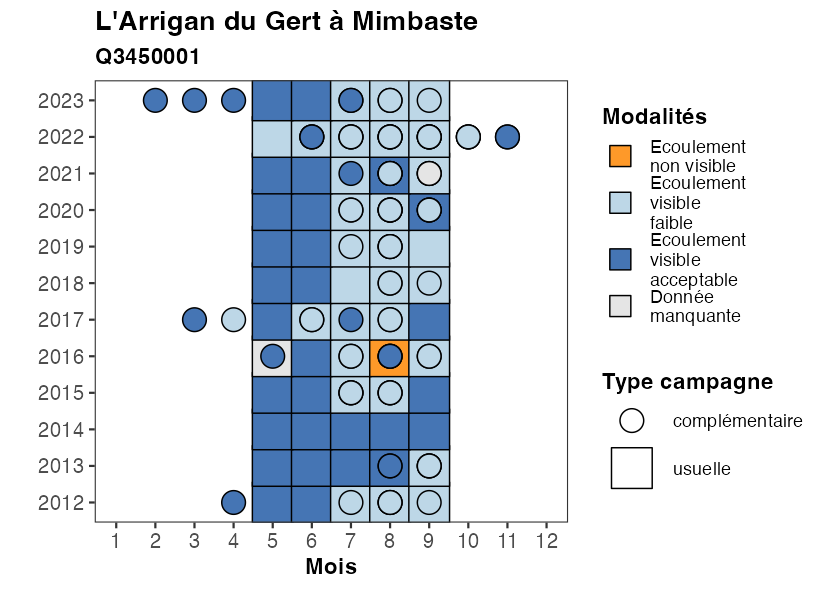 L'Arrigan du Gert à Mimbaste
Q3450001
2023
2022
2021
2020
2019
2018
2017
2016
2015
2014
2013
2012
1 2 3 4 5 6 7 8 9 10 11 12
Mois
Modalités
Ecoulement
non visible
Ecoulement
visible
faible
Ecoulement
visible
acceptable
Donnée
manquante
Type campagne
complémentaire
usuelle